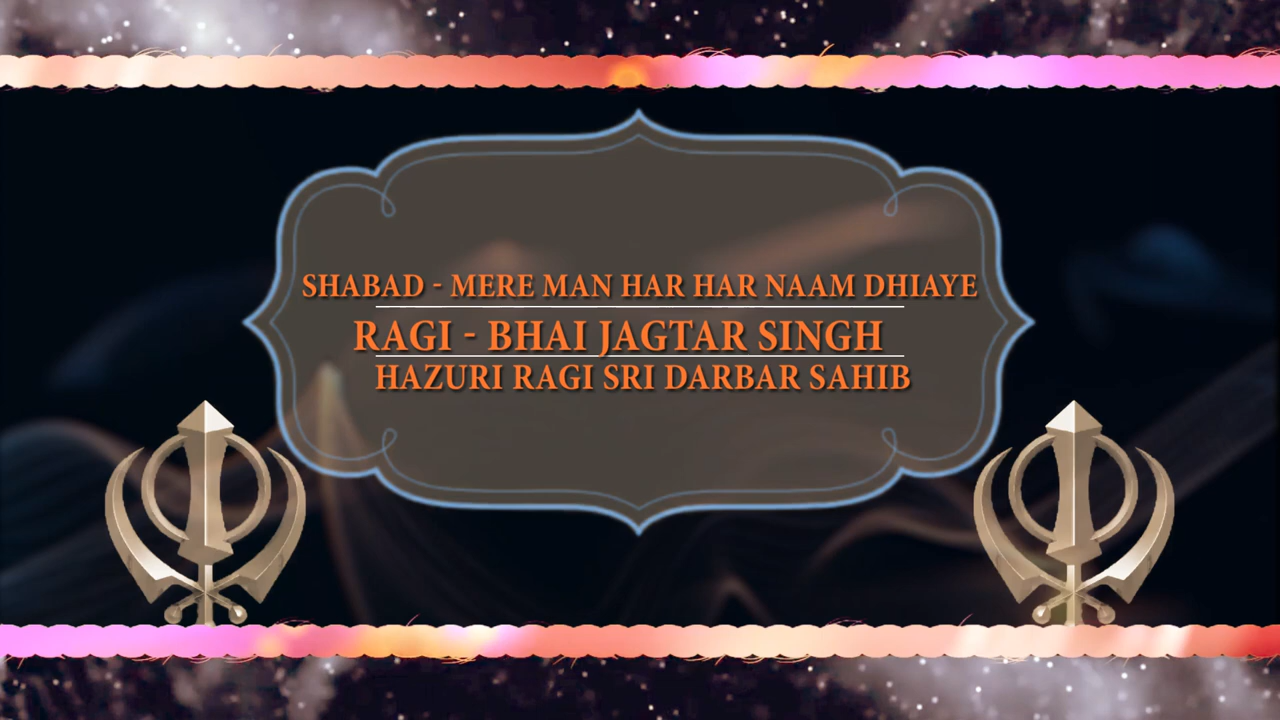 SHABAD - MERE MAN HAR HAR NAAM DHIAYE
RAGI - BHAI JAGTAR SINGH
HAZURI RAGI SRI DARBAR SAHIB